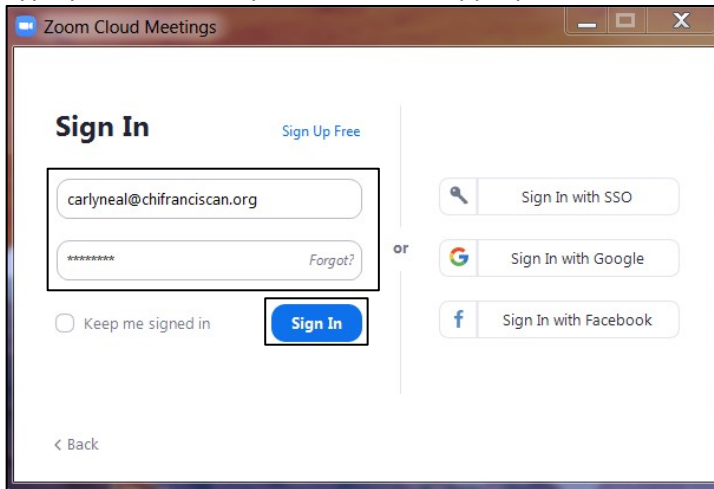 Zoom Cloud Meetings
X
Sign In
Sign Up Free
carlyneal@chifranciscan.org
******** Forgot?
Keep me signed in
Sign In
or
Sign In with SSO
G Sign In with Google
f Sign In with Facebook
< Back